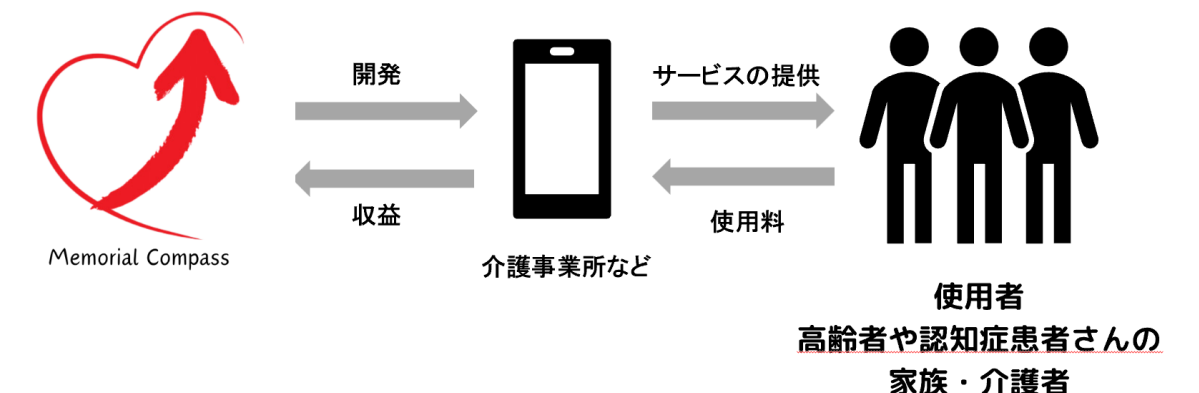 開発
サービスの提供
収益
使用料
Memorial Compass
介護事業所など
使用者
高齢者や認知症患者さんの
家族・介護者